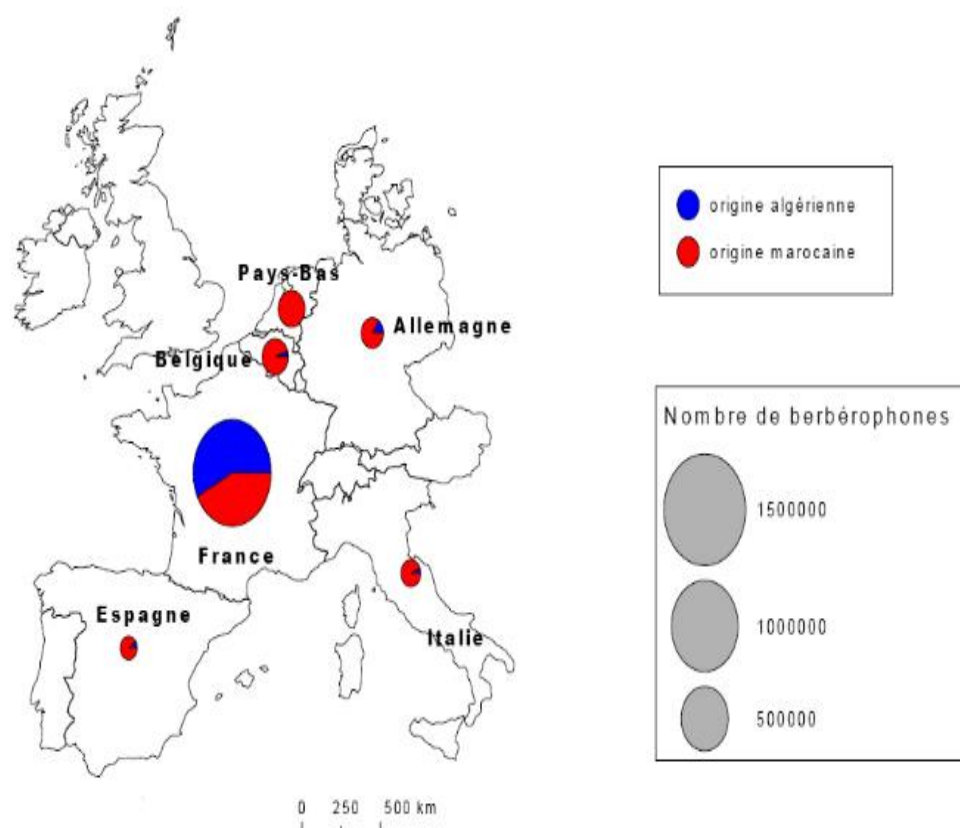 origine algérienne
origine marocaine
Pays-Bas
Allemagne
Belgique
France
Espagne
Italie
Nombre de berbérophones
1500000
1000000
500000
0 250 500 km